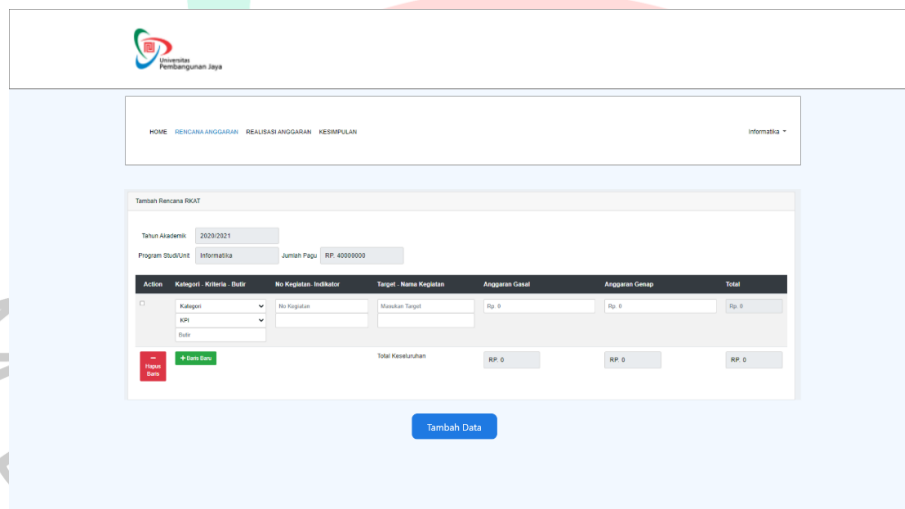 Universitas
Pembangunan Jaya
HOME RENCANA ANGGARAN REALISASI ANGGARAN KESIMPULAN Informatika
Tambah Rencana RKAT
Tahun Akademik 2020/2021
Program Studi/Unit Informatika Jumlah Pagu RP. 40000000
Action Kategori - Kriteria - Butir No Kegiatan- Indikator Target - Nama Kegiatan Anggaran Gasal Anggaran Genap Total
Kategori No Kegiatan Masukan Target Rp. 0 Rp. 0 Rp. 0
KPI
Butir
Hapus Baris + Baris Baru Total Keseluruhan RP. 0 RP. 0 RP. 0
Tambah Data